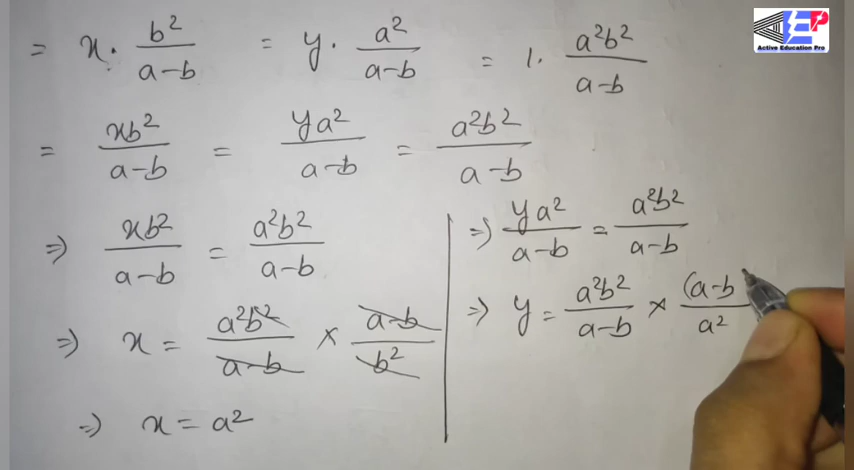 AEP
Active Education Pro
= x · b²/(a-b) = y · a²/(a-b) = 1 · a²b²/(a-b)
= xb²/(a-b) = ya²/(a-b) = a²b²/(a-b)
⇒ xb²/(a-b) = a²b²/(a-b)
⇒ x = a²b²/(a-b) × (a-b)/b²
⇒ x = a²
⇒ ya²/(a-b) = a²b²/(a-b)
⇒ y = a²b²/(a-b) × (a-b/a²